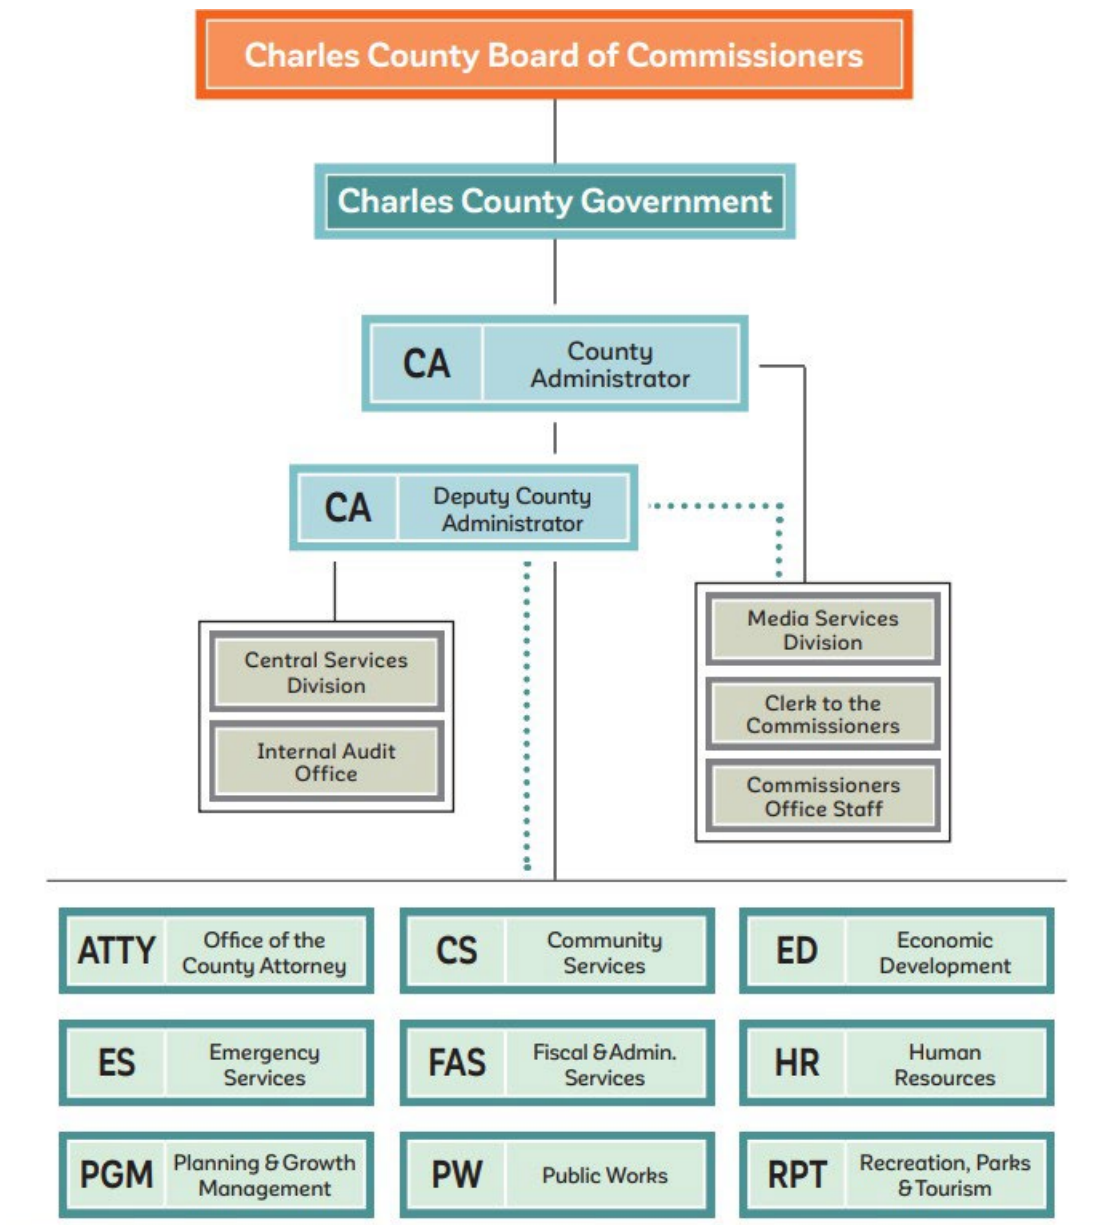 Charles County Board of Commissioners
Charles County Government
CA
County
Administrator
CA
Deputy County
Administrator
Central Services
Division
Internal Audit
Office
Media Services
Division
Clerk to the
Commissioners
Commissioners
Office Staff
ATTY
Office of the
County Attorney
CS
Community
Services
ED
Economic
Development
ES
Emergency
Services
FAS
Fiscal & Admin.
Services
HR
Human
Resources
PGM
Planning & Growth
Management
PW
Public Works
RPT
Recreation, Parks
& Tourism